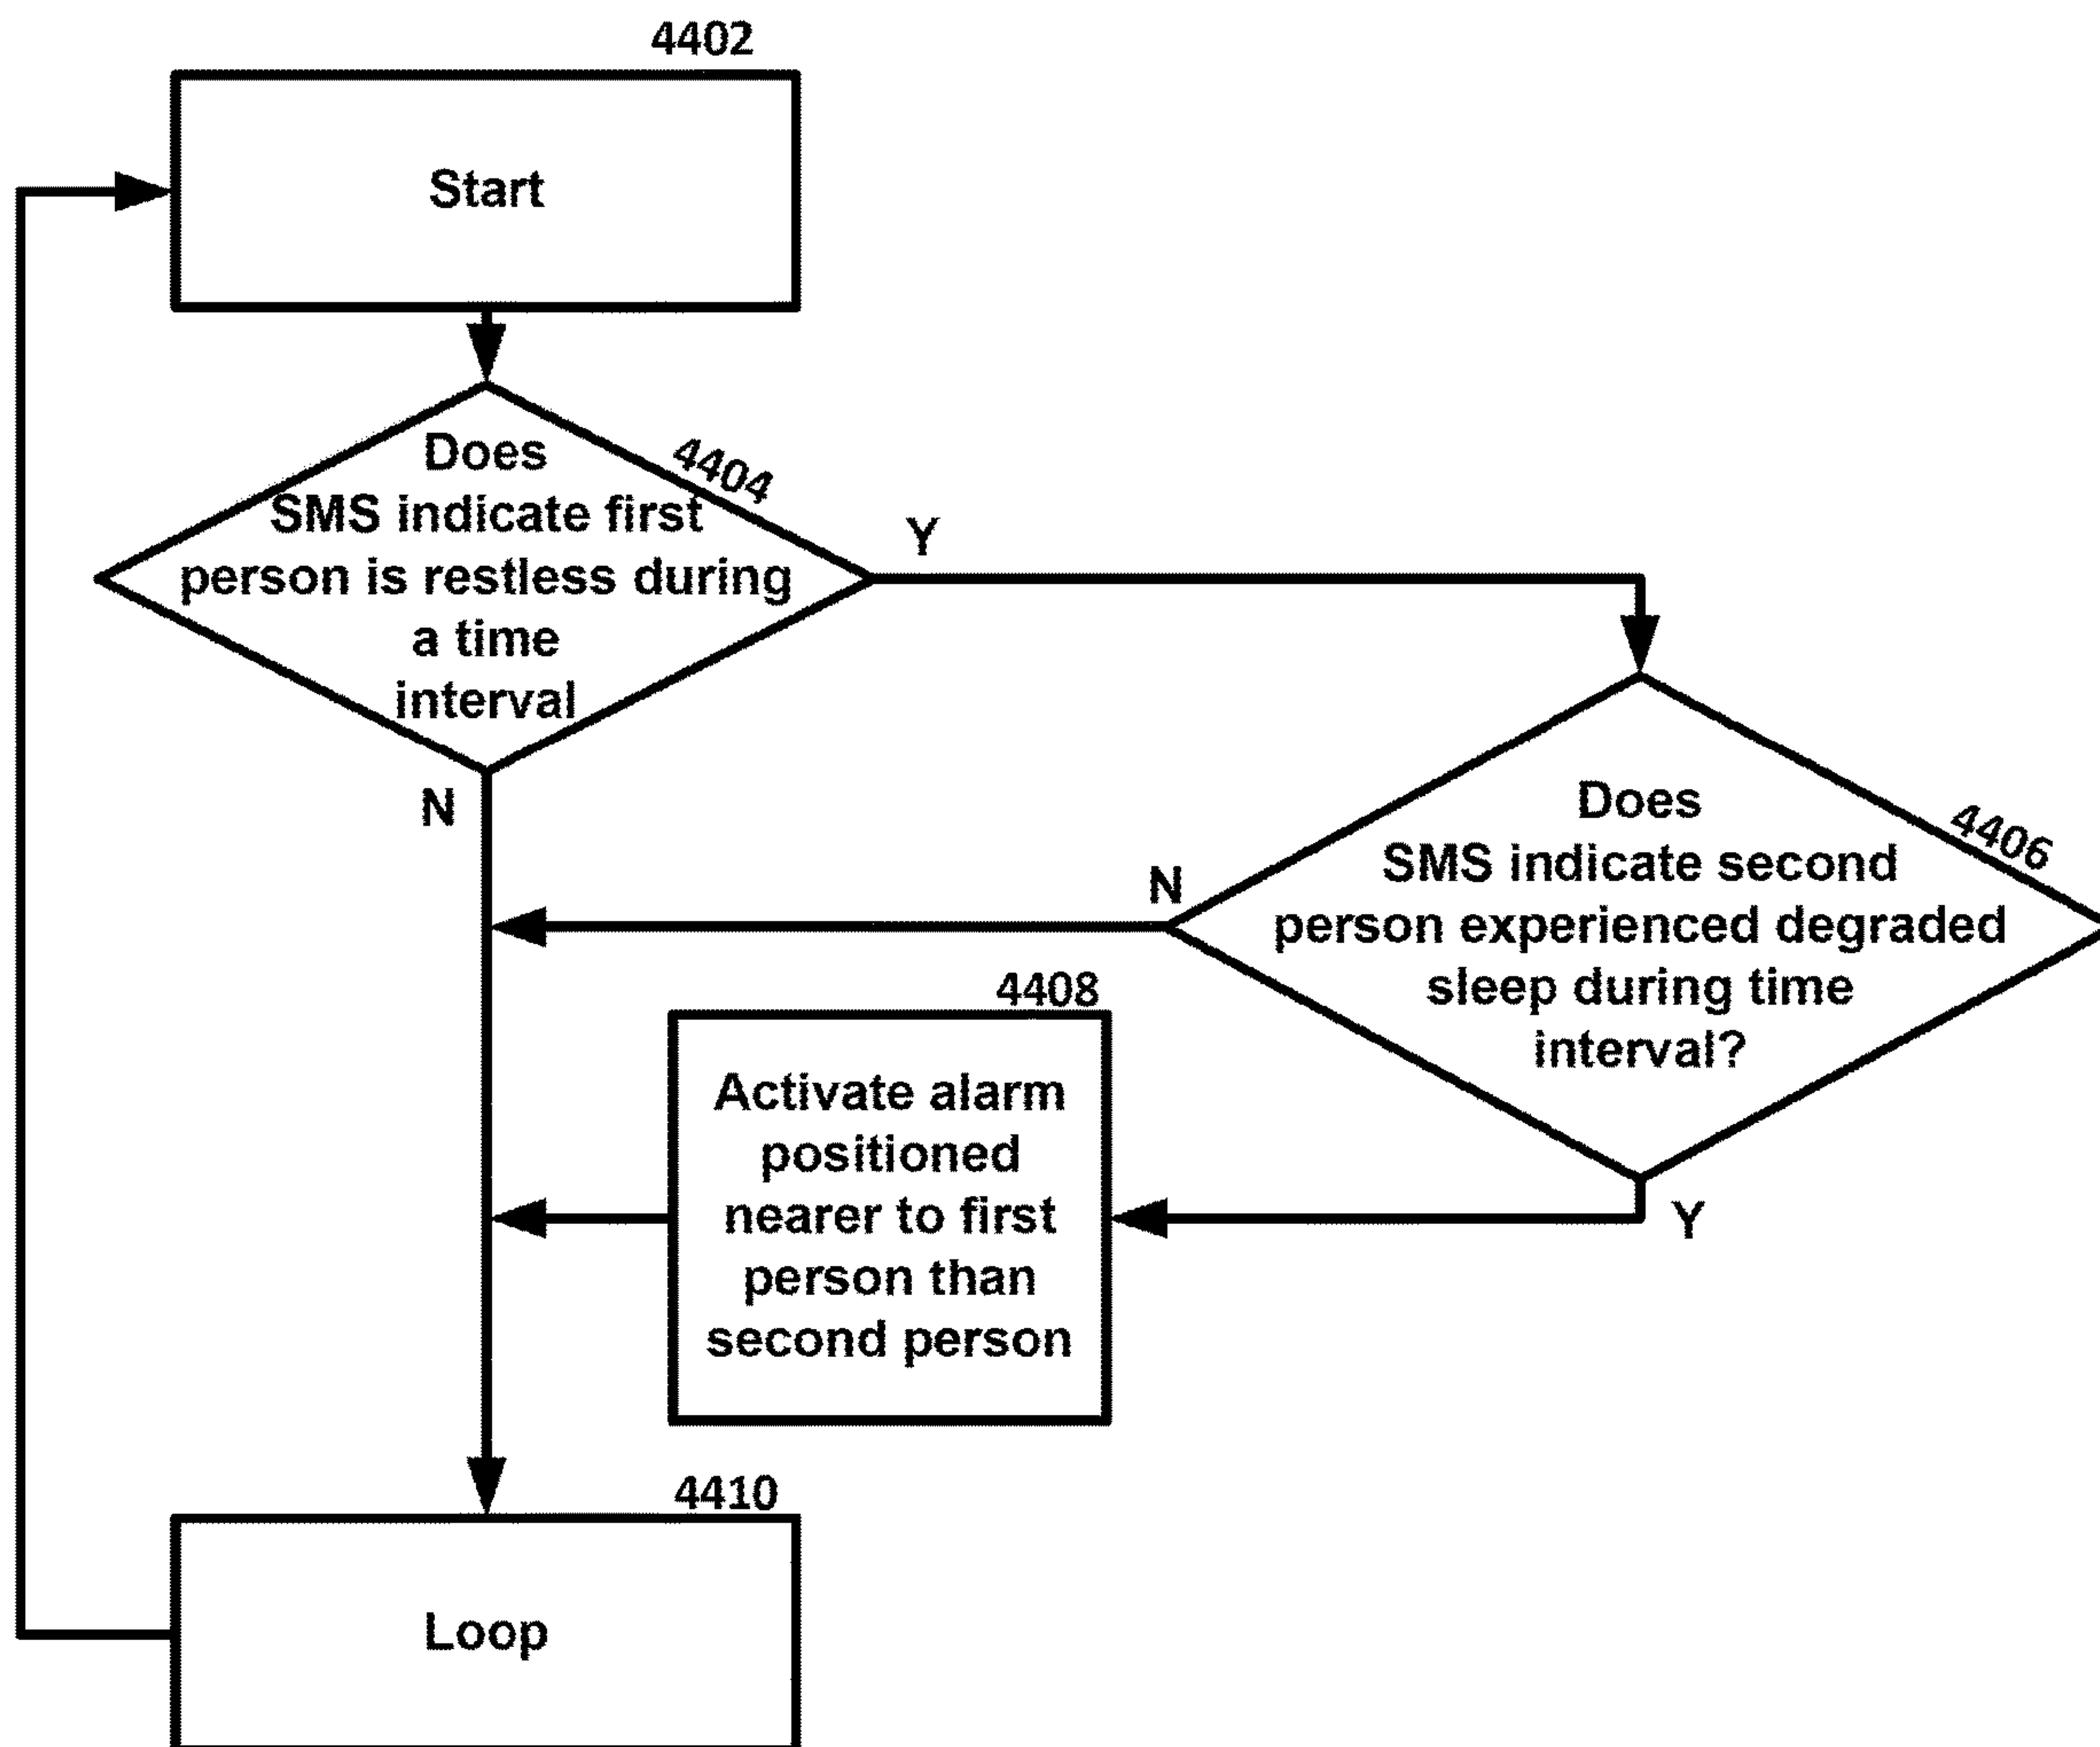 4402
Start
4404
Does
SMS indicate first
person is restless during
a time
interval
Y
N
4406
Does
SMS indicate second
person experienced degraded
sleep during time
interval?
N
Y
4408
Activate alarm
positioned
nearer to first
person than
second person
4410
Loop